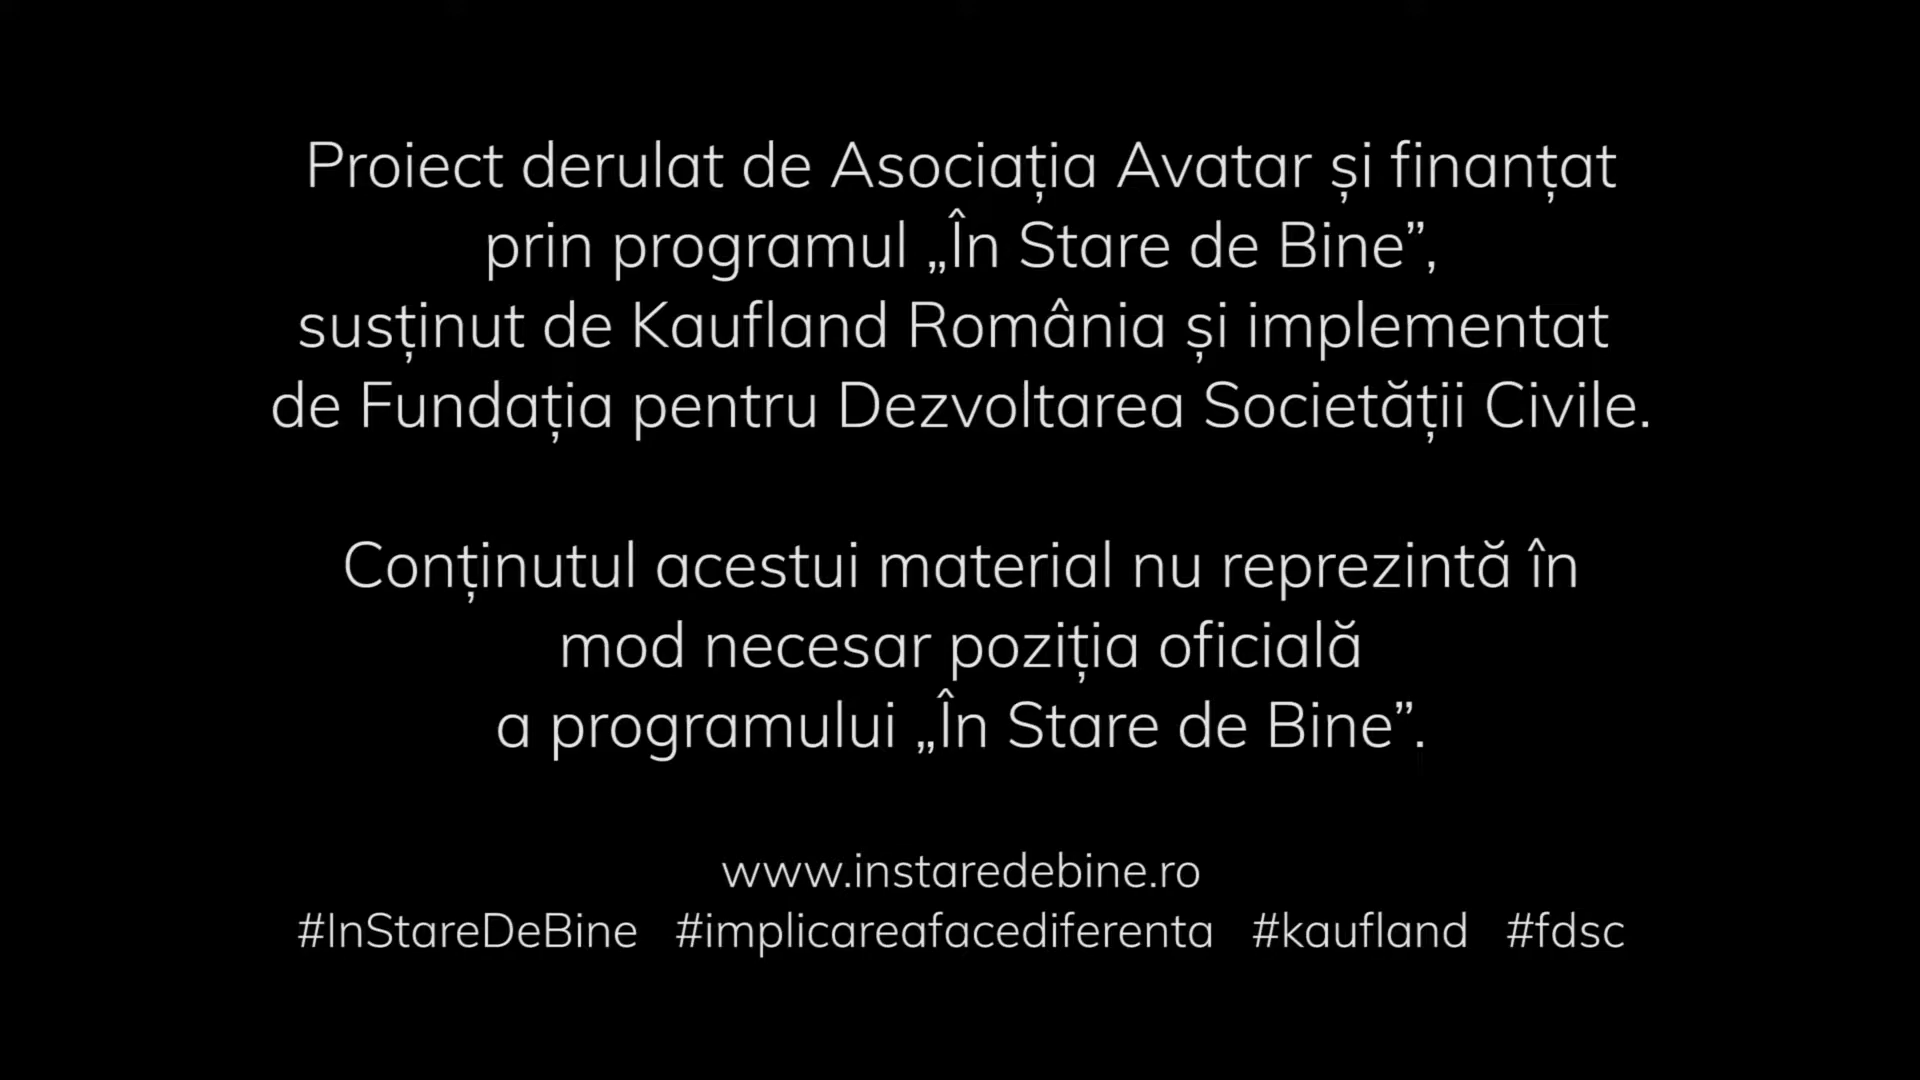 Proiect derulat de Asociația Avatar și finanțat
prin programul „În Stare de Bine”,
susținut de Kaufland România și implementat
de Fundația pentru Dezvoltarea Societății Civile.
Conținutul acestui material nu reprezintă în
mod necesar poziția oficială
a programului „În Stare de Bine”.
www.instaredebine.ro
#InStareDeBine #implicareafacediferenta #kaufland #fdsc